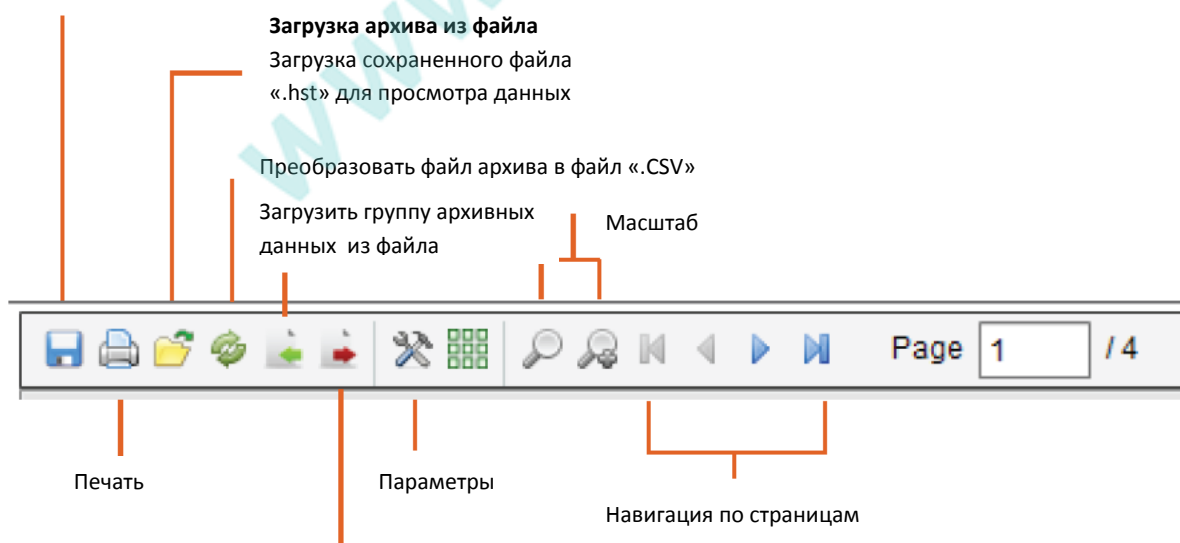 Загрузка архива из файла
Загрузка сохраненного файла
«.hst» для просмотра данных
Преобразовать файл архива в файл «.CSV»
Загрузить группу архивных
данных из файла
Масштаб
Page 1 / 4
Печать
Параметры
Навигация по страницам